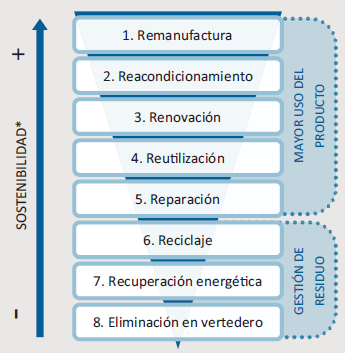 +
SOSTENIBILIDAD*
-
1. Remanufactura
2. Reacondicionamiento
3. Renovación
4. Reutilización
5. Reparación
6. Reciclaje
7. Recuperación energética
8. Eliminación en vertedero
MAYOR USO DEL
PRODUCTO
GESTIÓN DE
RESIDUO